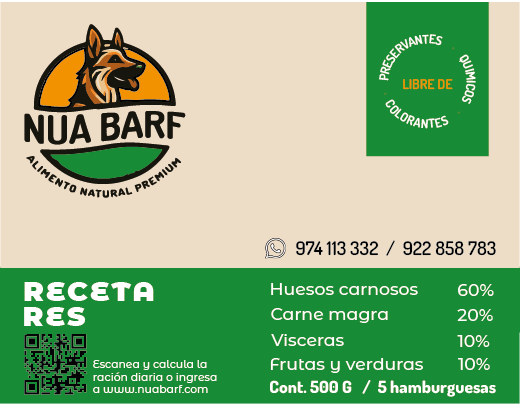 NUA BARF
ALIMENTO NATURAL PREMIUM
PRESERVANTES
QUIMICOS
COLORANTES
LIBRE DE
974 113 332 / 922 858 783
RECETA
RES
Escanea y calcula la
ración diaria o ingresa
a www.nuabarf.com
Huesos carnosos 60%
Carne magra 20%
Visceras 10%
Frutas y verduras 10%
Cont. 500 G / 5 hamburguesas